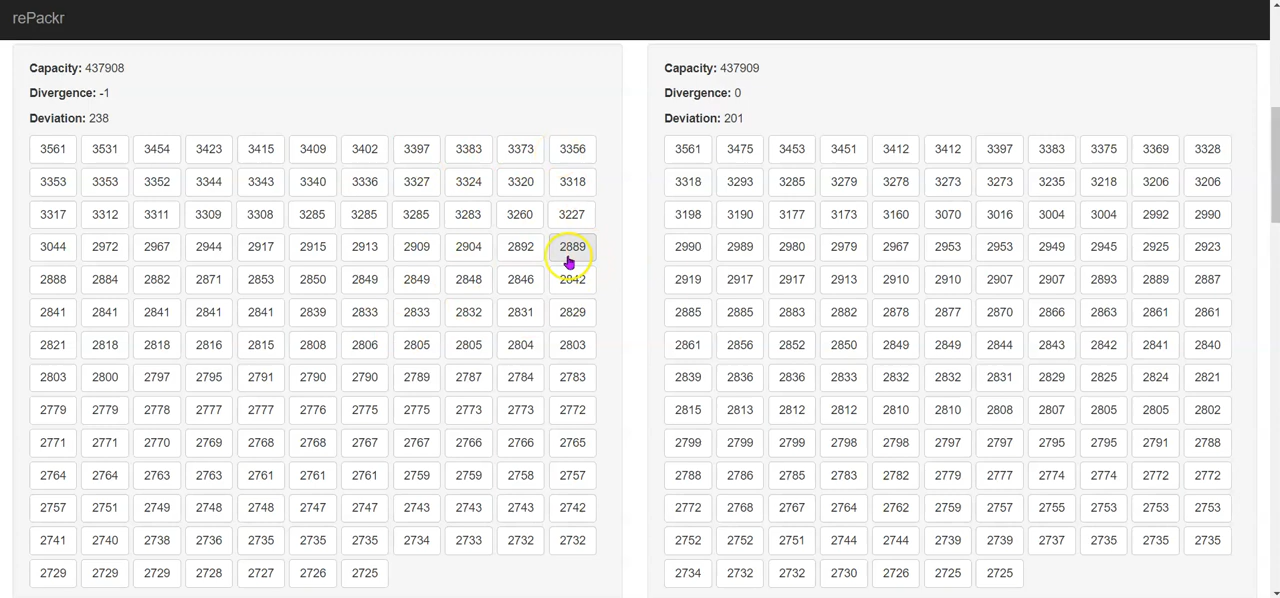 rePackr
Capacity: 437908
Divergence: -1
Deviation: 238
3561 3531 3454 3423 3415 3409 3402 3397 3383 3373 3356
3353 3353 3352 3344 3343 3340 3336 3327 3324 3320 3318
3317 3312 3311 3309 3308 3285 3285 3285 3283 3260 3227
3044 2972 2967 2944 2917 2915 2913 2909 2904 2892 2889
2888 2884 2882 2871 2853 2850 2849 2849 2848 2846 2842
2841 2841 2841 2841 2841 2839 2833 2833 2832 2831 2829
2821 2818 2818 2816 2815 2808 2806 2805 2805 2804 2803
2803 2800 2797 2795 2791 2790 2790 2789 2787 2784 2783
2779 2779 2778 2777 2777 2776 2775 2775 2773 2773 2772
2771 2771 2770 2769 2768 2768 2767 2767 2766 2766 2765
2764 2764 2763 2763 2761 2761 2761 2759 2759 2758 2757
2757 2751 2749 2748 2748 2747 2747 2743 2743 2743 2742
2741 2740 2738 2736 2735 2735 2735 2734 2733 2732 2732
2729 2729 2729 2728 2727 2726 2725
Capacity: 437909
Divergence: 0
Deviation: 201
3561 3475 3453 3451 3412 3412 3397 3383 3375 3369 3328
3318 3293 3285 3279 3278 3273 3273 3235 3218 3206 3206
3198 3190 3177 3173 3160 3070 3016 3004 3004 2992 2990
2990 2989 2980 2979 2967 2953 2953 2949 2945 2925 2923
2919 2917 2917 2913 2910 2910 2907 2907 2893 2889 2887
2885 2885 2883 2882 2878 2877 2870 2866 2863 2861 2861
2861 2856 2852 2850 2849 2849 2844 2843 2842 2841 2840
2839 2836 2836 2833 2832 2832 2831 2829 2825 2824 2821
2815 2813 2812 2812 2810 2810 2808 2807 2805 2805 2802
2799 2799 2799 2798 2798 2797 2797 2795 2795 2791 2788
2788 2786 2785 2783 2782 2779 2777 2774 2774 2772 2772
2772 2768 2767 2764 2762 2759 2757 2755 2753 2753 2753
2752 2752 2751 2744 2744 2739 2739 2737 2735 2735 2735
2734 2732 2732 2730 2726 2725 2725